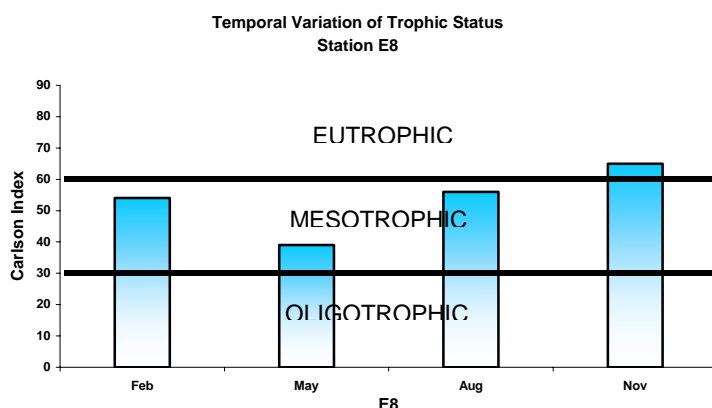 Temporal Variation of Trophic Status
Station E8
90
80
70
60
50
40
30
20
10
0
Carlson Index
EUTROPHIC
MESOTROPHIC
OLIGOTROPHIC
Feb May Aug Nov
E8